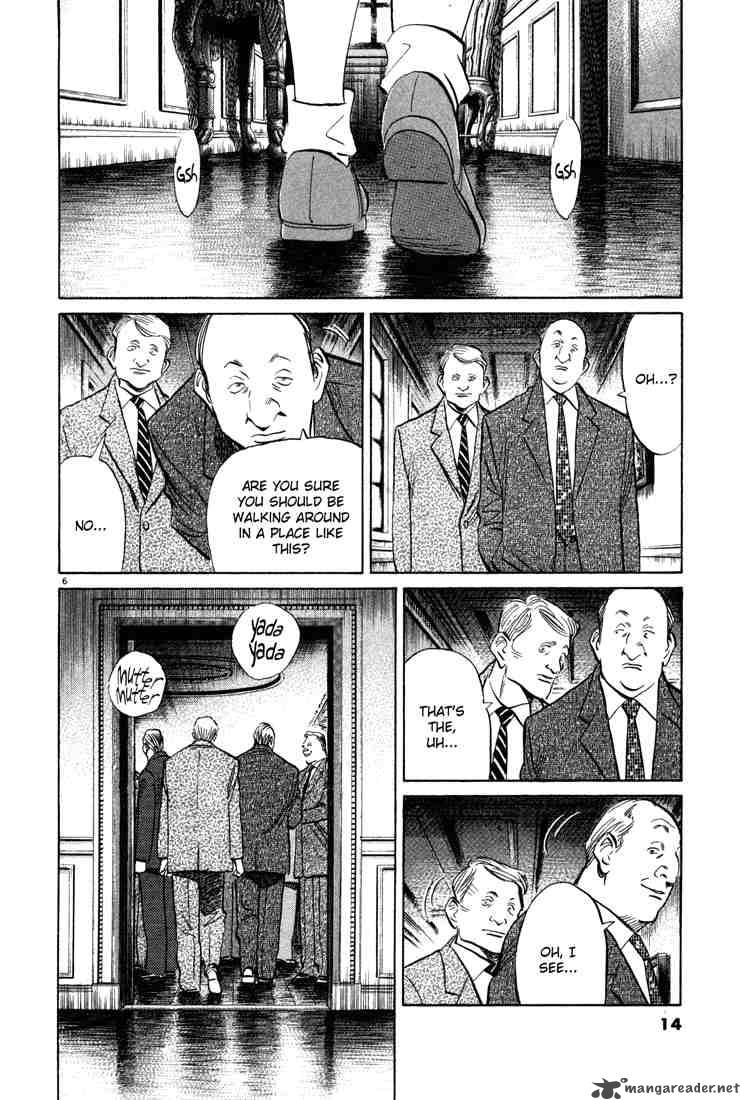 GSh
GSh
OH...?
ARE YOU SURE
YOU SHOULD BE
WALKING AROUND
IN A PLACE LIKE
THIS?
NO...
6
THAT'S
THE,
UH...
OH, I
SEE...
yada
yada
mutter
mutter
14
mangareader.net